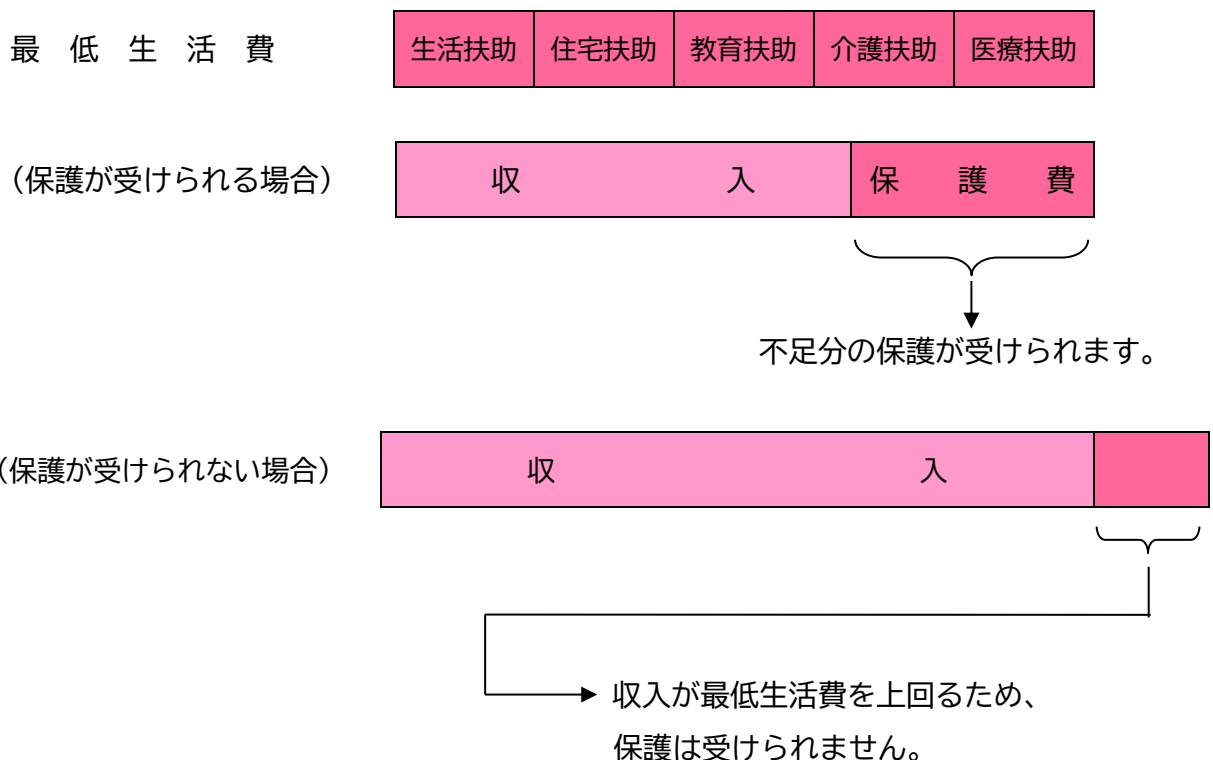 最低生活費 生活扶助 住宅扶助 教育扶助 介護扶助 医療扶助
（保護が受けられる場合） 収入 保護費
不足分の保護が受けられます。
（保護が受けられない場合） 収入
収入が最低生活費を上回るため、
保護は受けられません。